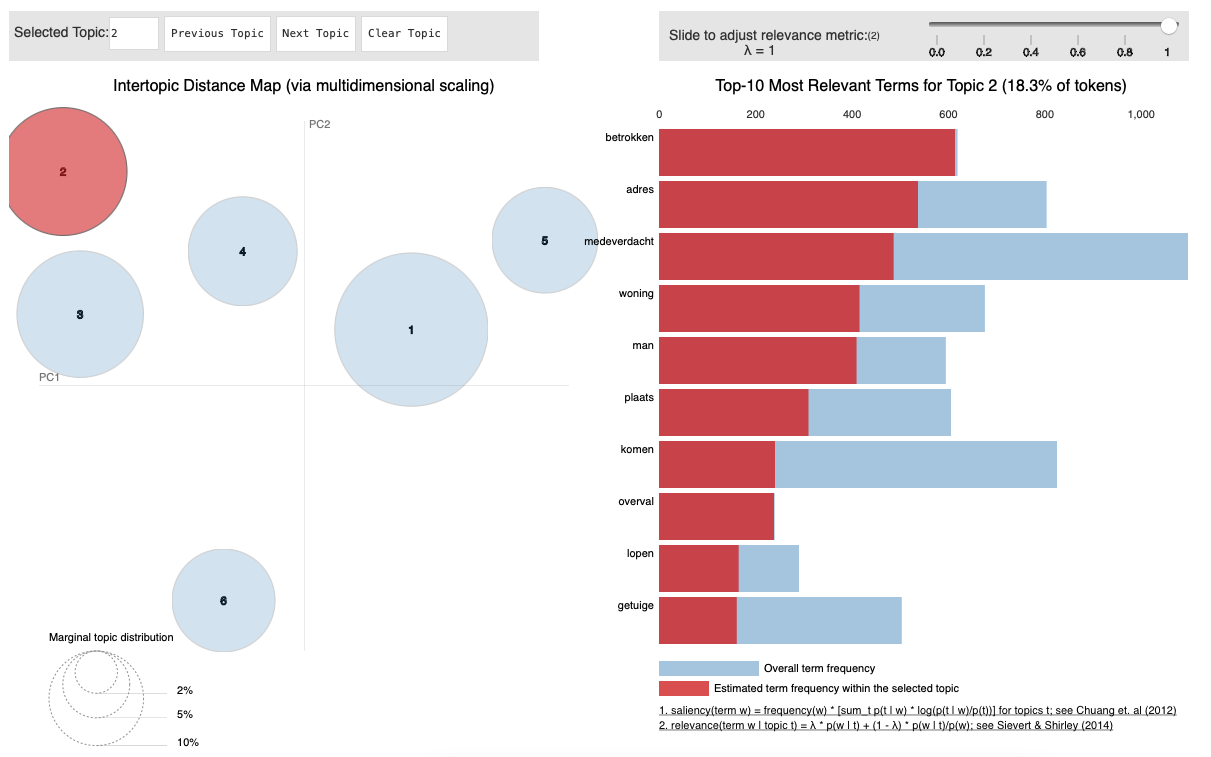 Selected Topic: 2 Previous Topic Next Topic Clear Topic
Slide to adjust relevance metric:(2)
λ = 1
0.0 0.2 0.4 0.6 0.8 1
Intertopic Distance Map (via multidimensional scaling)
PC2
PC1
2
4
5
3
1
6
Marginal topic distribution
2%
5%
10%
Top-10 Most Relevant Terms for Topic 2 (18.3% of tokens)
0 200 400 600 800 1,000
betrokken
adres
medeverdacht
woning
man
plaats
komen
overval
lopen
getuige
Overall term frequency
Estimated term frequency within the selected topic
1. saliency(term w) = frequency(w) * [sum_t p(t | w) * log(p(t | w)/p(t))] for topics t; see Chuang et. al (2012)
2. relevance(term w | topic t) = λ * p(w | t) + (1 - λ) * p(w | t)/p(w); see Sievert & Shirley (2014)